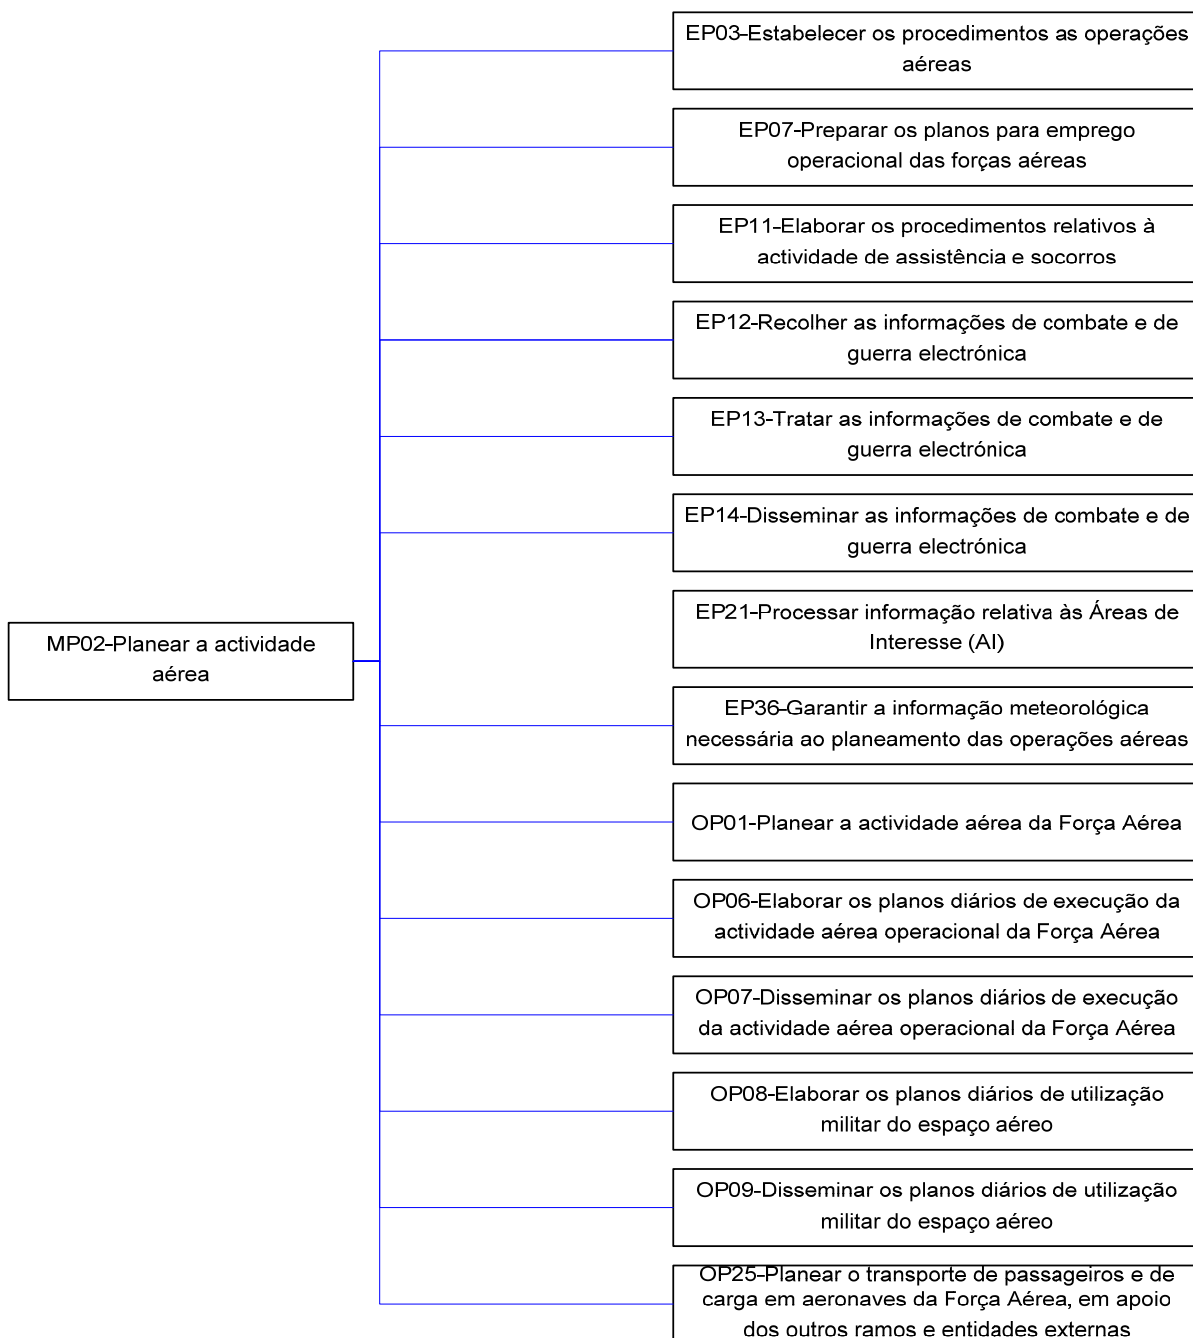 EP03-Estabelecer os procedimentos as operações
aéreas
EP07-Preparar os planos para emprego
operacional das forças aéreas
EP11-Elaborar os procedimentos relativos à
actividade de assistência e socorros
EP12-Recolher as informações de combate e de
guerra electrónica
EP13-Tratar as informações de combate e de
guerra electrónica
EP14-Disseminar as informações de combate e de
guerra electrónica
EP21-Processar informação relativa às Áreas de
Interesse (AI)
MP02-Planear a actividade
aérea
EP36-Garantir a informação meteorológica
necessária ao planeamento das operações aéreas
OP01-Planear a actividade aérea da Força Aérea
OP06-Elaborar os planos diários de execução da
actividade aérea operacional da Força Aérea
OP07-Disseminar os planos diários de execução
da actividade aérea operacional da Força Aérea
OP08-Elaborar os planos diários de utilização
militar do espaço aéreo
OP09-Disseminar os planos diários de utilização
militar do espaço aéreo
OP25-Planear o transporte de passageiros e de
carga em aeronaves da Força Aérea, em apoio
dos outros ramos e entidades externas